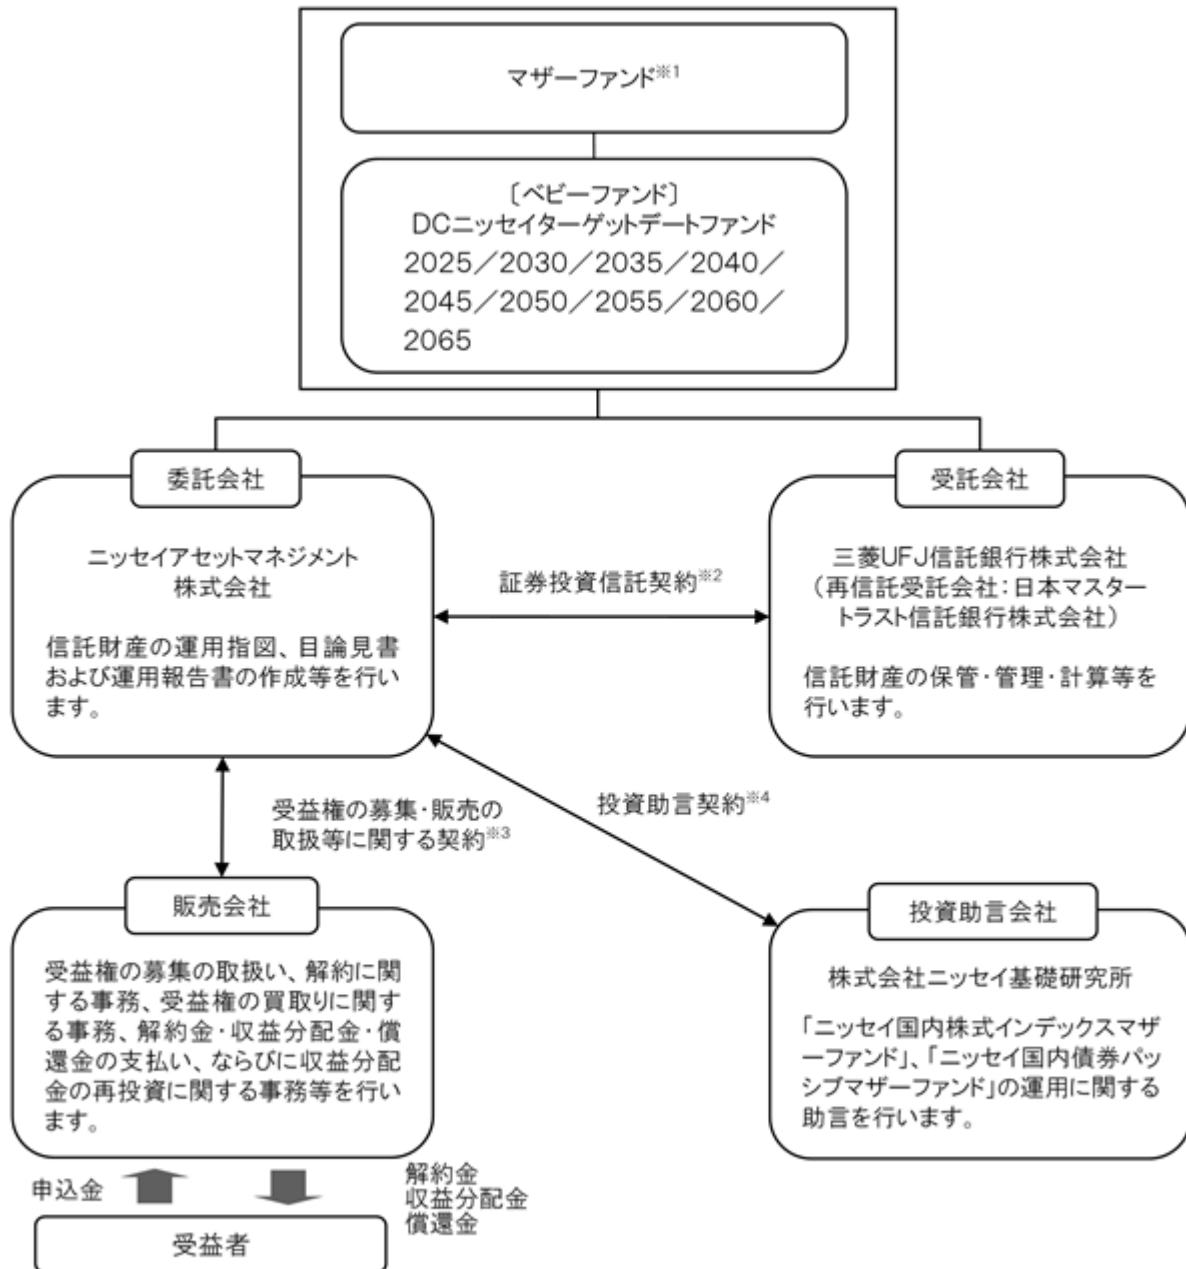 マザーファンド※1
〔ベビーファンド〕
DCニッセイターゲットデートファンド
2025／2030／2035／2040／
2045／2050／2055／2060／
2065
委託会社
ニッセイアセットマネジメント
株式会社
信託財産の運用指図、目論見書
および運用報告書の作成等を行い
ます。
証券投資信託契約※2
受託会社
三菱UFJ信託銀行株式会社
（再信託受託会社：日本マスター
トラスト信託銀行株式会社）
信託財産の保管・管理・計算等を
行います。
受益権の募集・販売の
取扱等に関する契約※3
投資助言契約※4
販売会社
受益権の募集の取扱い、解約に関
する事務、受益権の買取りに関す
る事務、解約金・収益分配金・償
還金の支払い、ならびに収益分配
金の再投資に関する事務等を行い
ます。
投資助言会社
株式会社ニッセイ基礎研究所
「ニッセイ国内株式インデックスマザ
ーファンド」、「ニッセイ国内債券パッ
シブマザーファンド」の運用に関する
助言を行います。
申込金
解約金
収益分配金
償還金
受益者